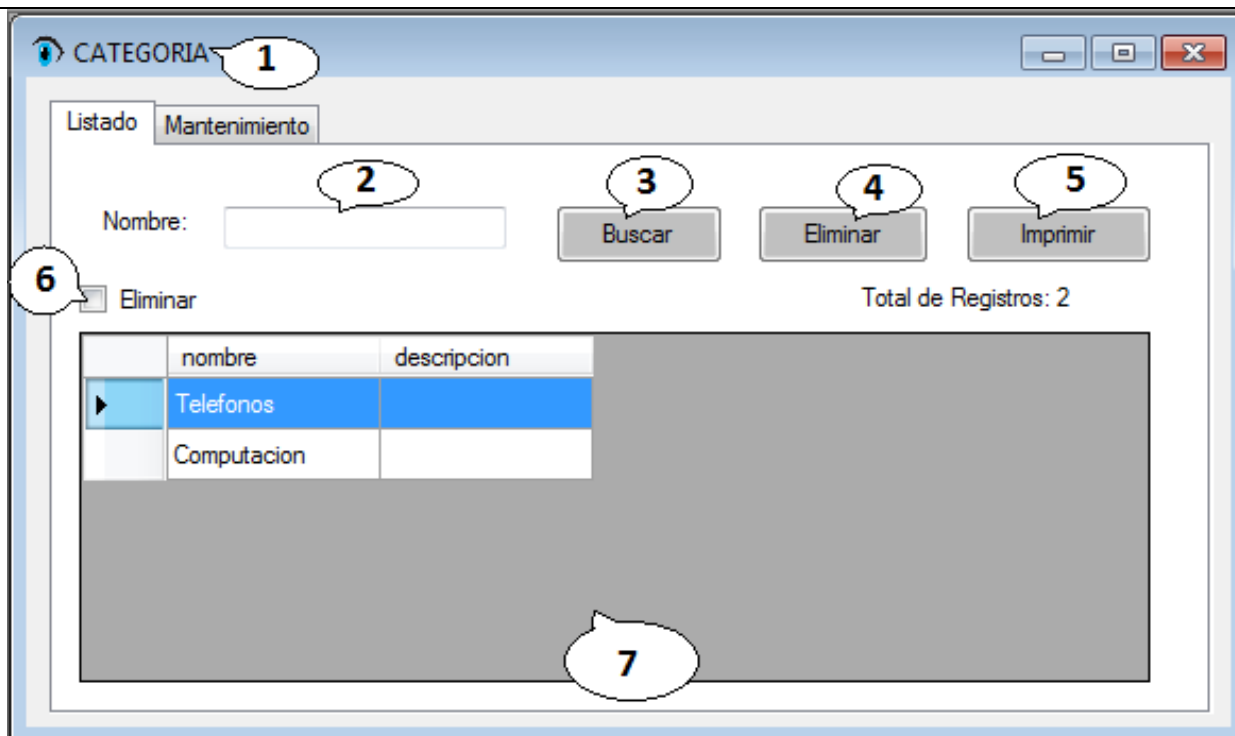 CATEGORIA 1
Listado Mantenimiento
2 3 4 5
Nombre: Buscar Eliminar Imprimir
6 Eliminar Total de Registros: 2
nombre descripcion
Telefonos
Computacion
7